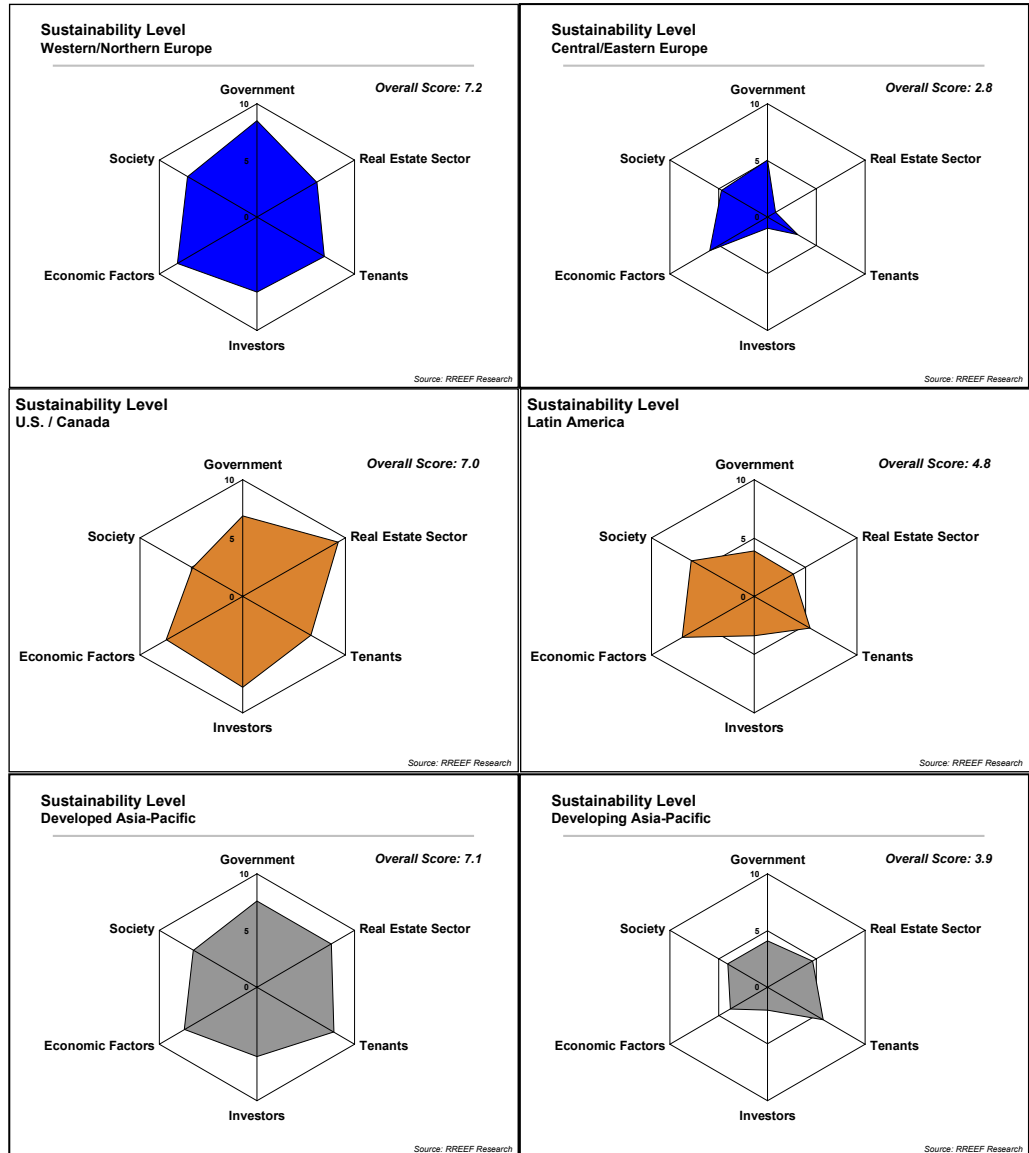 Sustainability Level
Western/Northern Europe
Overall Score: 7.2
Government
10
Society
Real Estate Sector
5
0
Economic Factors
Tenants
Investors
Source: RREEF Research
Sustainability Level
Central/Eastern Europe
Overall Score: 2.8
Government
10
Society
Real Estate Sector
5
0
Economic Factors
Tenants
Investors
Source: RREEF Research
Sustainability Level
U.S. / Canada
Overall Score: 7.0
Government
10
Society
Real Estate Sector
5
0
Economic Factors
Tenants
Investors
Source: RREEF Research
Sustainability Level
Latin America
Overall Score: 4.8
Government
10
Society
Real Estate Sector
5
0
Economic Factors
Tenants
Investors
Source: RREEF Research
Sustainability Level
Developed Asia-Pacific
Overall Score: 7.1
Government
10
Society
Real Estate Sector
5
0
Economic Factors
Tenants
Investors
Source: RREEF Research
Sustainability Level
Developing Asia-Pacific
Overall Score: 3.9
Government
10
Society
Real Estate Sector
5
0
Economic Factors
Tenants
Investors
Source: RREEF Research